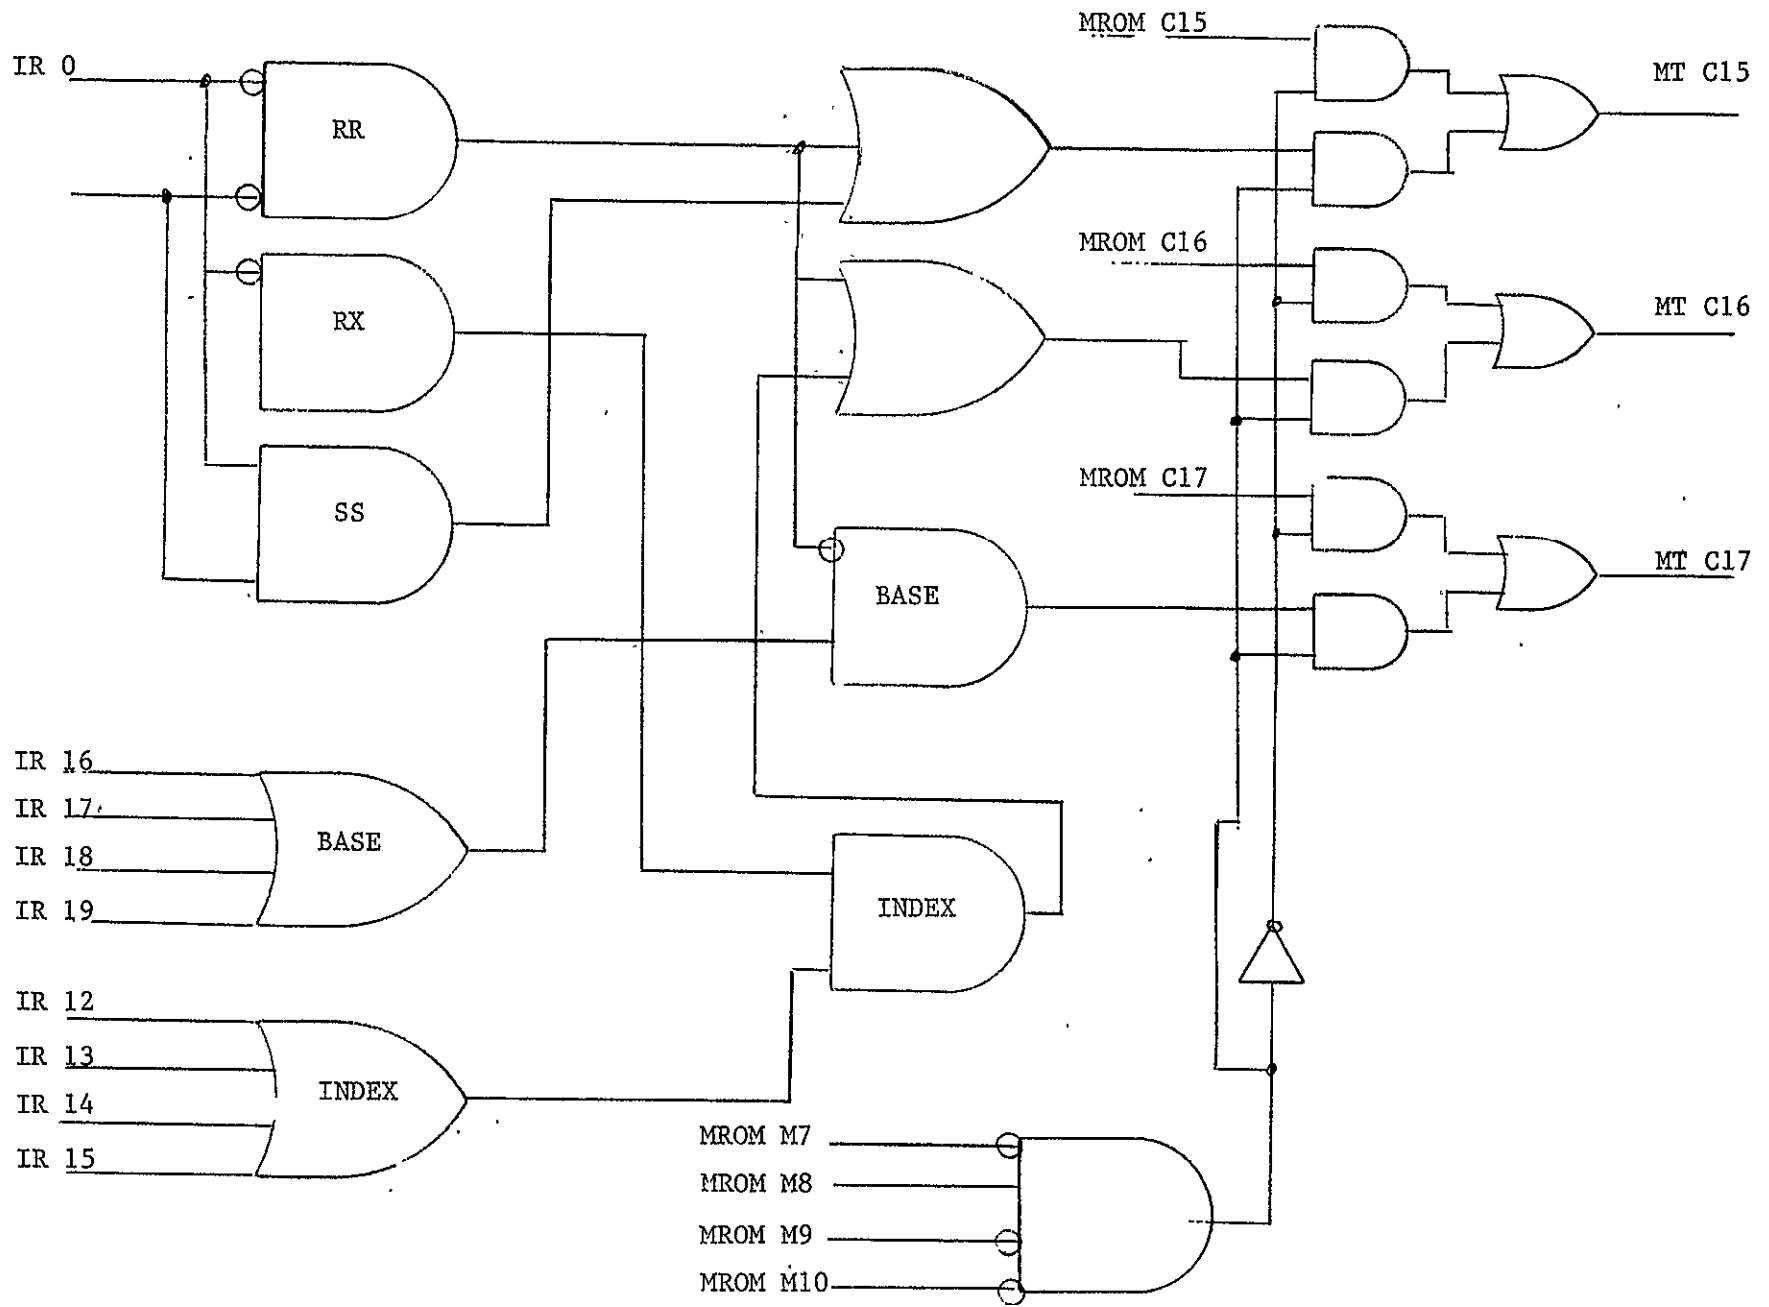 MROM C15
IR 0
MT C15
RR
MROM C16
MT C16
RX
MROM C17
SS
MT C17
BASE
IR 16
IR 17
BASE
IR 18
IR 19
INDEX
IR 12
IR 13
INDEX
IR 14
IR 15
MROM M7
MROM M8
MROM M9
MROM M10